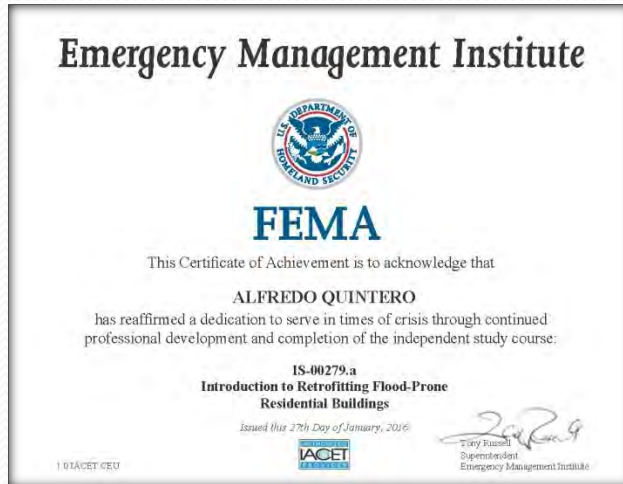 Emergency Management Institute
U.S. DEPARTMENT OF
HOMELAND SECURITY
FEMA
This Certificate of Achievement is to acknowledge that
ALFREDO QUINTERO
has reaffirmed a dedication to serve in times of crisis through continued
professional development and completion of the independent study course:
IS-00279.a
Introduction to Retrofitting Flood-Prone
Residential Buildings
Issued this 27th Day of January, 2016
IACET
PROVIDER
Tony Russell
Superintendent
Emergency Management Institute
1 0 IACET CEU